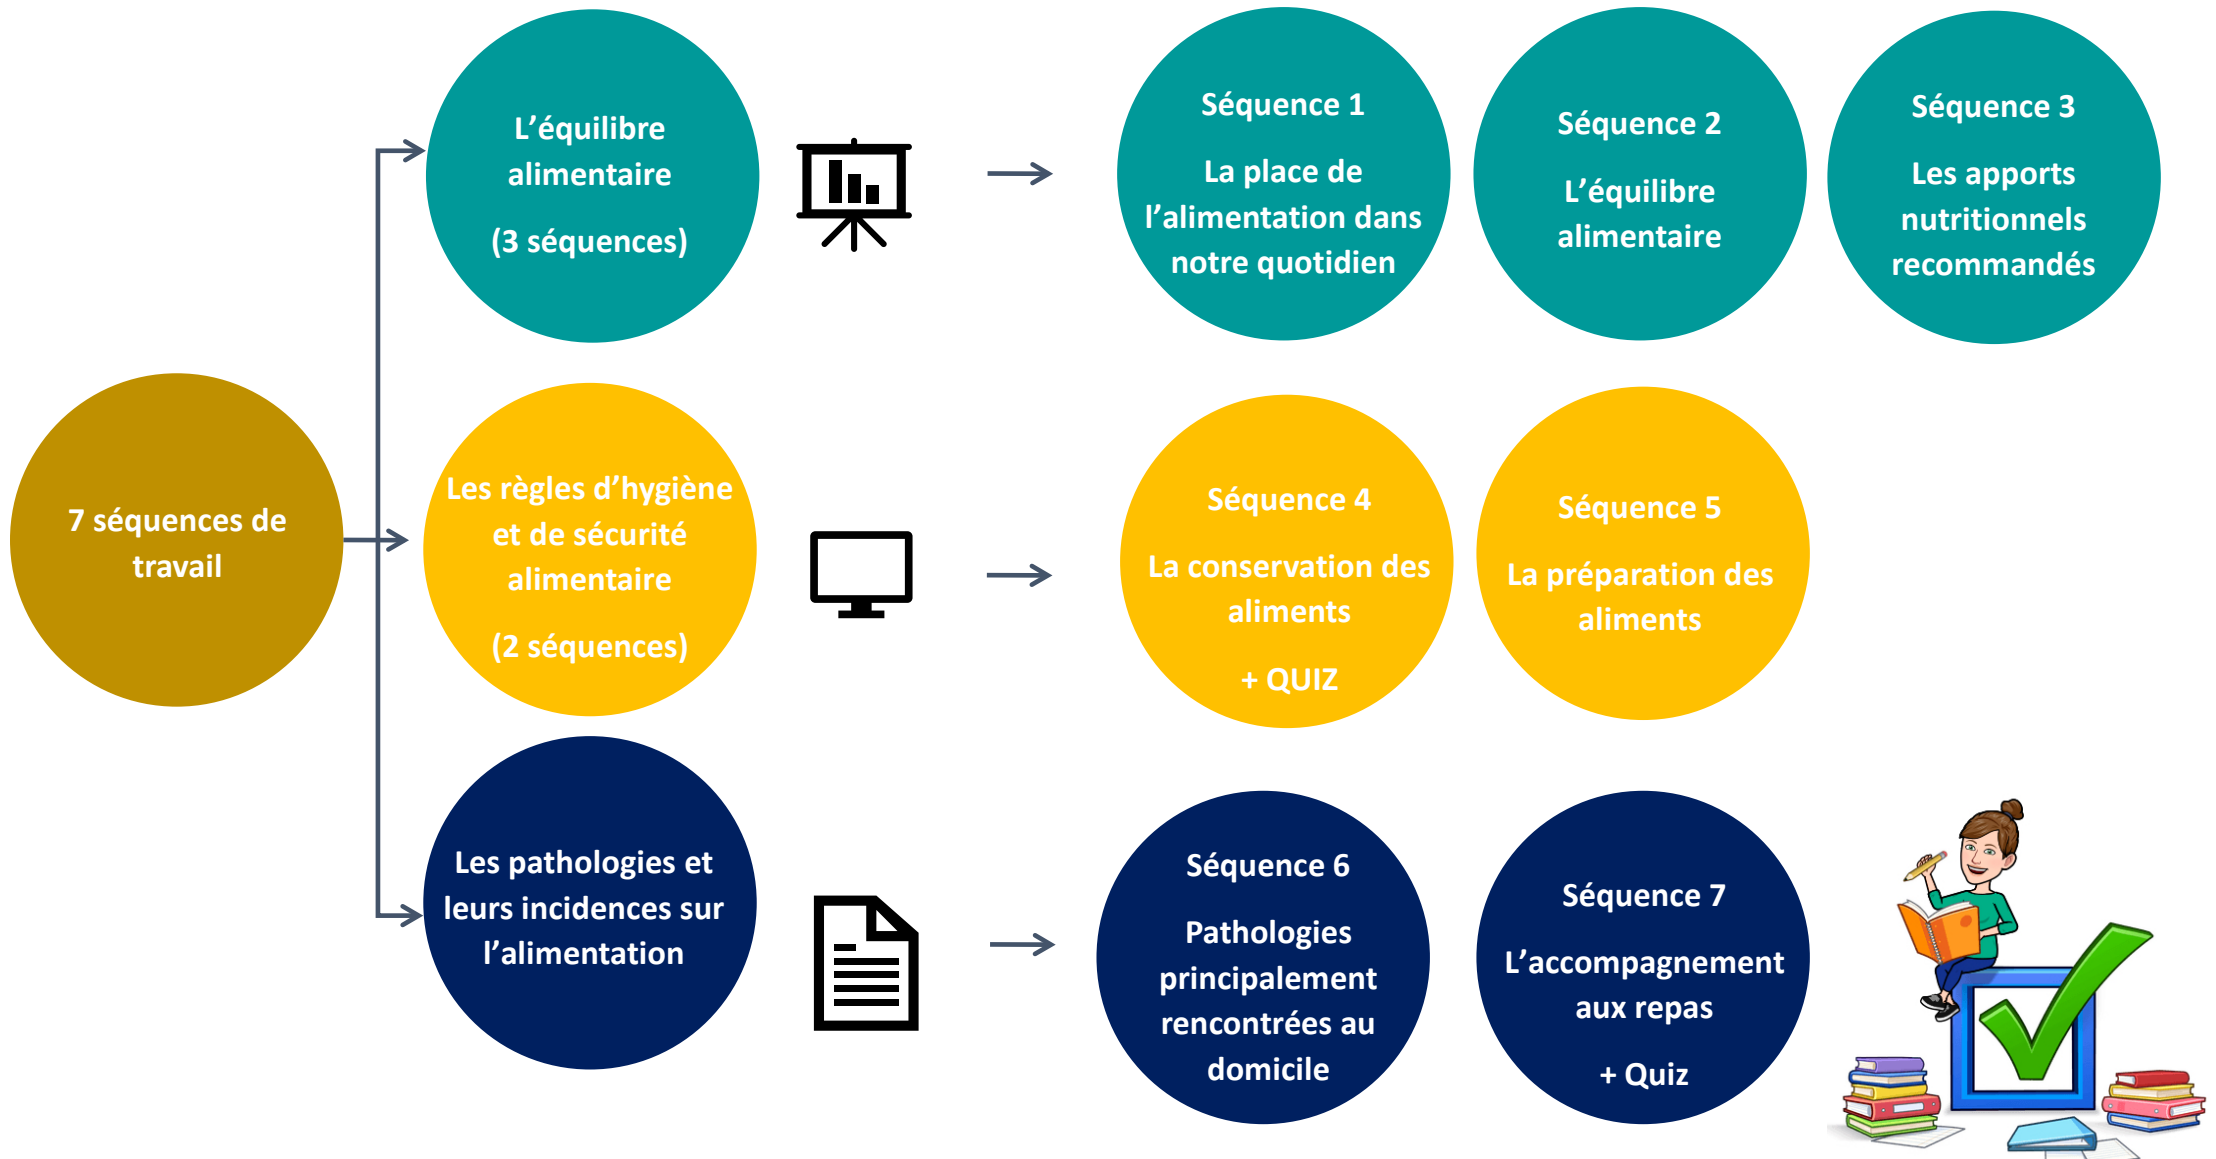 7 séquences de
travail
L’équilibre
alimentaire
(3 séquences)
Séquence 1
La place de
l’alimentation dans
notre quotidien
Séquence 2
L’équilibre
alimentaire
Séquence 3
Les apports
nutritionnels
recommandés
Les règles d’hygiène
et de sécurité
alimentaire
(2 séquences)
Séquence 4
La conservation des
aliments
+ QUIZ
Séquence 5
La préparation des
aliments
Les pathologies et
leurs incidences sur
l’alimentation
Séquence 6
Pathologies
principalement
rencontrées au
domicile
Séquence 7
L’accompagnement
aux repas
+ Quiz